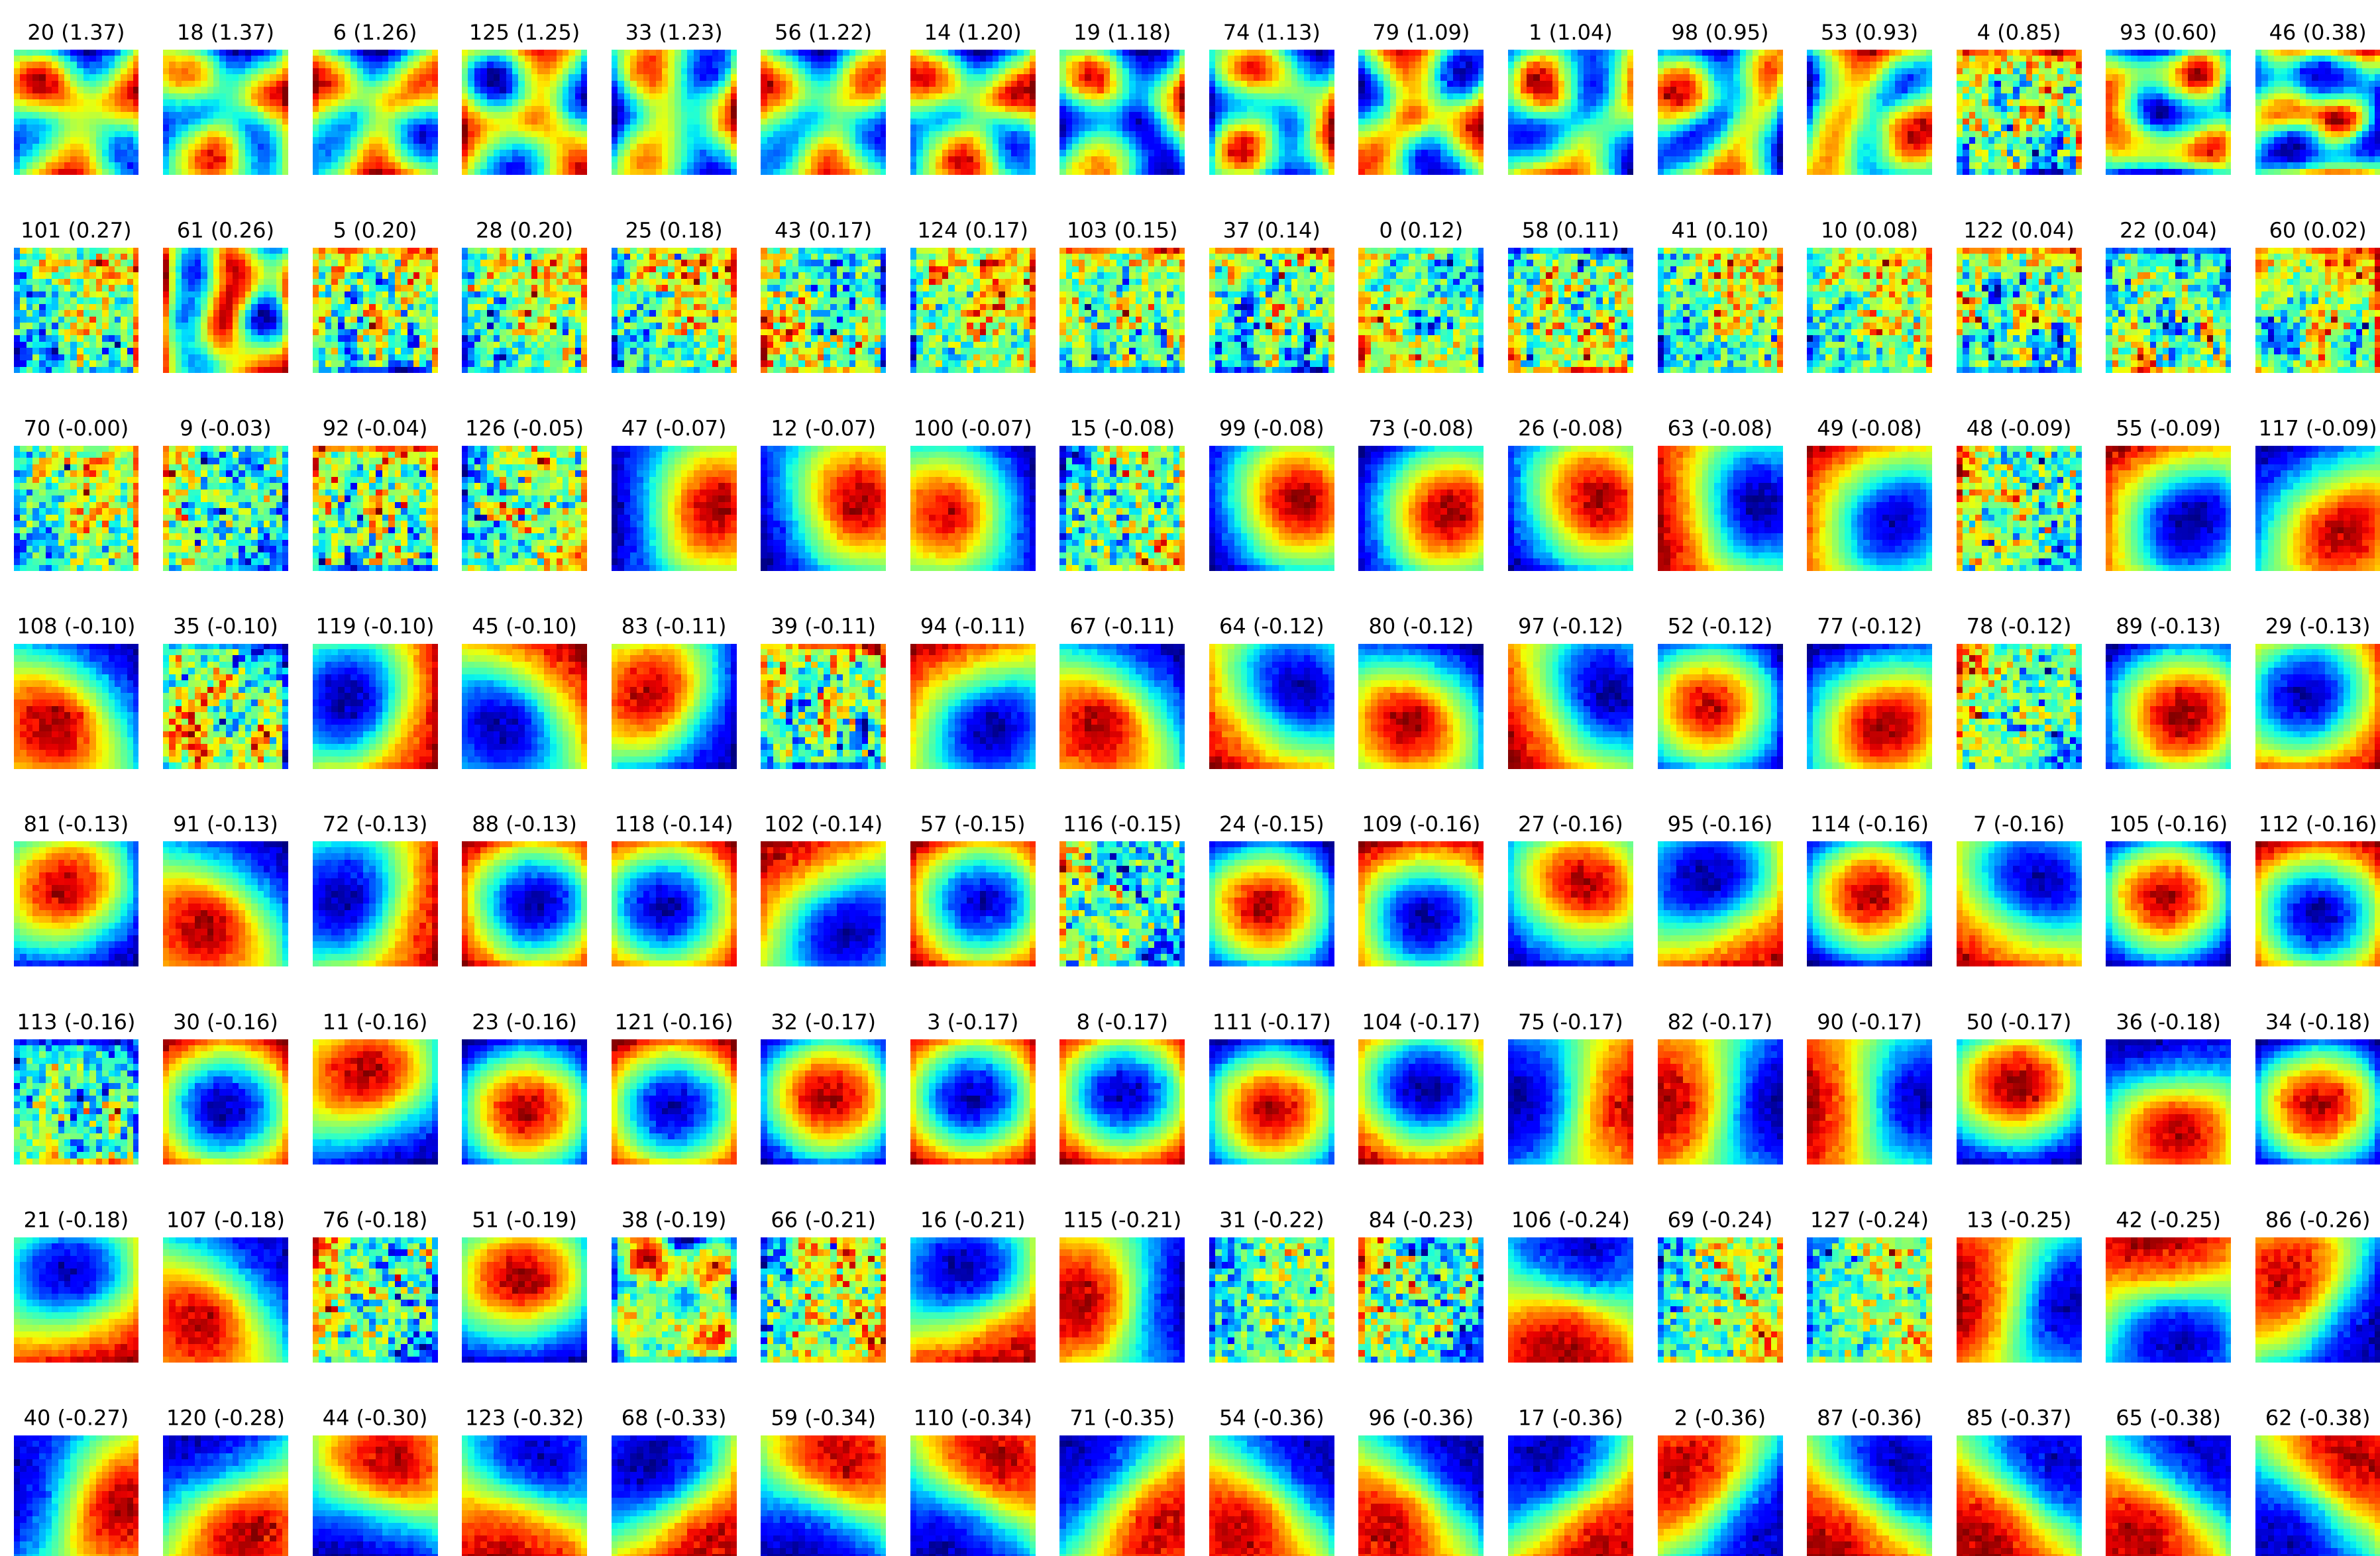 20 (1.37) 18 (1.37) 6 (1.26) 125 (1.25) 33 (1.23) 56 (1.22) 14 (1.20) 19 (1.18) 74 (1.13) 79 (1.09) 1 (1.04) 98 (0.95) 53 (0.93) 4 (0.85) 93 (0.60) 46 (0.38)
101 (0.27) 61 (0.26) 5 (0.20) 28 (0.20) 25 (0.18) 43 (0.17) 124 (0.17) 103 (0.15) 37 (0.14) 0 (0.12) 58 (0.11) 41 (0.10) 10 (0.08) 122 (0.04) 22 (0.04) 60 (0.02)
70 (-0.00) 9 (-0.03) 92 (-0.04) 126 (-0.05) 47 (-0.07) 12 (-0.07) 100 (-0.07) 15 (-0.08) 99 (-0.08) 73 (-0.08) 26 (-0.08) 63 (-0.08) 49 (-0.08) 48 (-0.09) 55 (-0.09) 117 (-0.09)
108 (-0.10) 35 (-0.10) 119 (-0.10) 45 (-0.10) 83 (-0.11) 39 (-0.11) 94 (-0.11) 67 (-0.11) 64 (-0.12) 80 (-0.12) 97 (-0.12) 52 (-0.12) 77 (-0.12) 78 (-0.12) 89 (-0.13) 29 (-0.13)
81 (-0.13) 91 (-0.13) 72 (-0.13) 88 (-0.13) 118 (-0.14) 102 (-0.14) 57 (-0.15) 116 (-0.15) 24 (-0.15) 109 (-0.16) 27 (-0.16) 95 (-0.16) 114 (-0.16) 7 (-0.16) 105 (-0.16) 112 (-0.16)
113 (-0.16) 30 (-0.16) 11 (-0.16) 23 (-0.16) 121 (-0.16) 32 (-0.17) 3 (-0.17) 8 (-0.17) 111 (-0.17) 104 (-0.17) 75 (-0.17) 82 (-0.17) 90 (-0.17) 50 (-0.17) 36 (-0.18) 34 (-0.18)
21 (-0.18) 107 (-0.18) 76 (-0.18) 51 (-0.19) 38 (-0.19) 66 (-0.21) 16 (-0.21) 115 (-0.21) 31 (-0.22) 84 (-0.23) 106 (-0.24) 69 (-0.24) 127 (-0.24) 13 (-0.25) 42 (-0.25) 86 (-0.26)
40 (-0.27) 120 (-0.28) 44 (-0.30) 123 (-0.32) 68 (-0.33) 59 (-0.34) 110 (-0.34) 71 (-0.35) 54 (-0.36) 96 (-0.36) 17 (-0.36) 2 (-0.36) 87 (-0.36) 85 (-0.37) 65 (-0.38) 62 (-0.38)